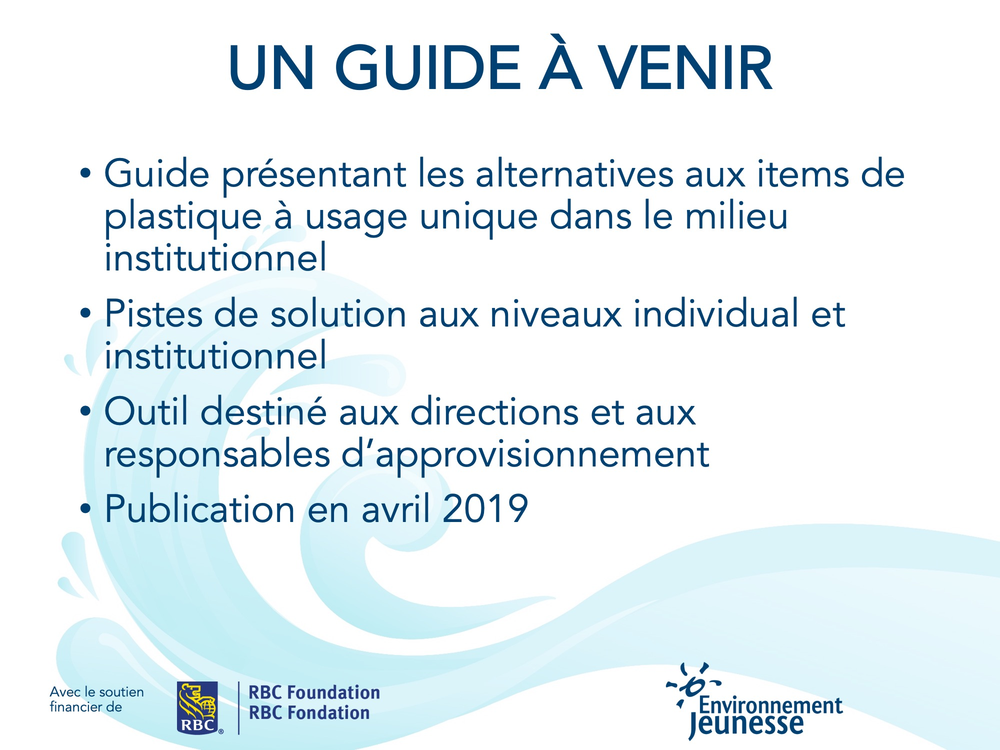 UN GUIDE À VENIR
• Guide présentant les alternatives aux items de
plastique à usage unique dans le milieu
institutionnel
• Pistes de solution aux niveaux individual et
institutionnel
• Outil destiné aux directions et aux
responsables d’approvisionnement
• Publication en avril 2019
Avec le soutien
financier de
RBC®
RBC Foundation
RBC Fondation
Environnement
Jeunesse